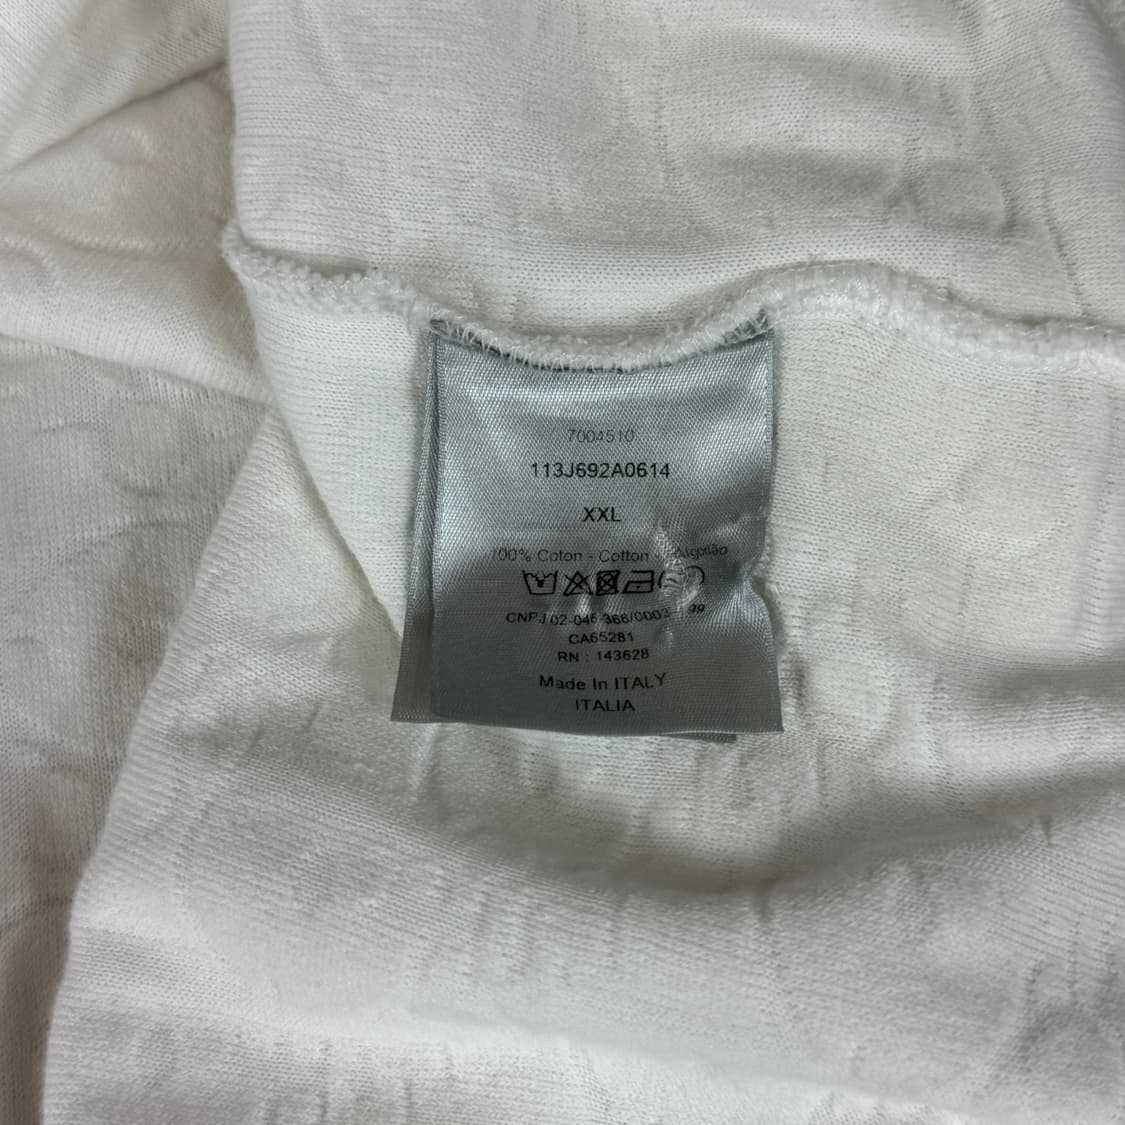 7004510
113J692A0614
XXL
100% Coton - Cotton - Algodão
CNPJ 02-046-366/0003
CA65281
RN : 143628
Made In ITALY
ITALIA